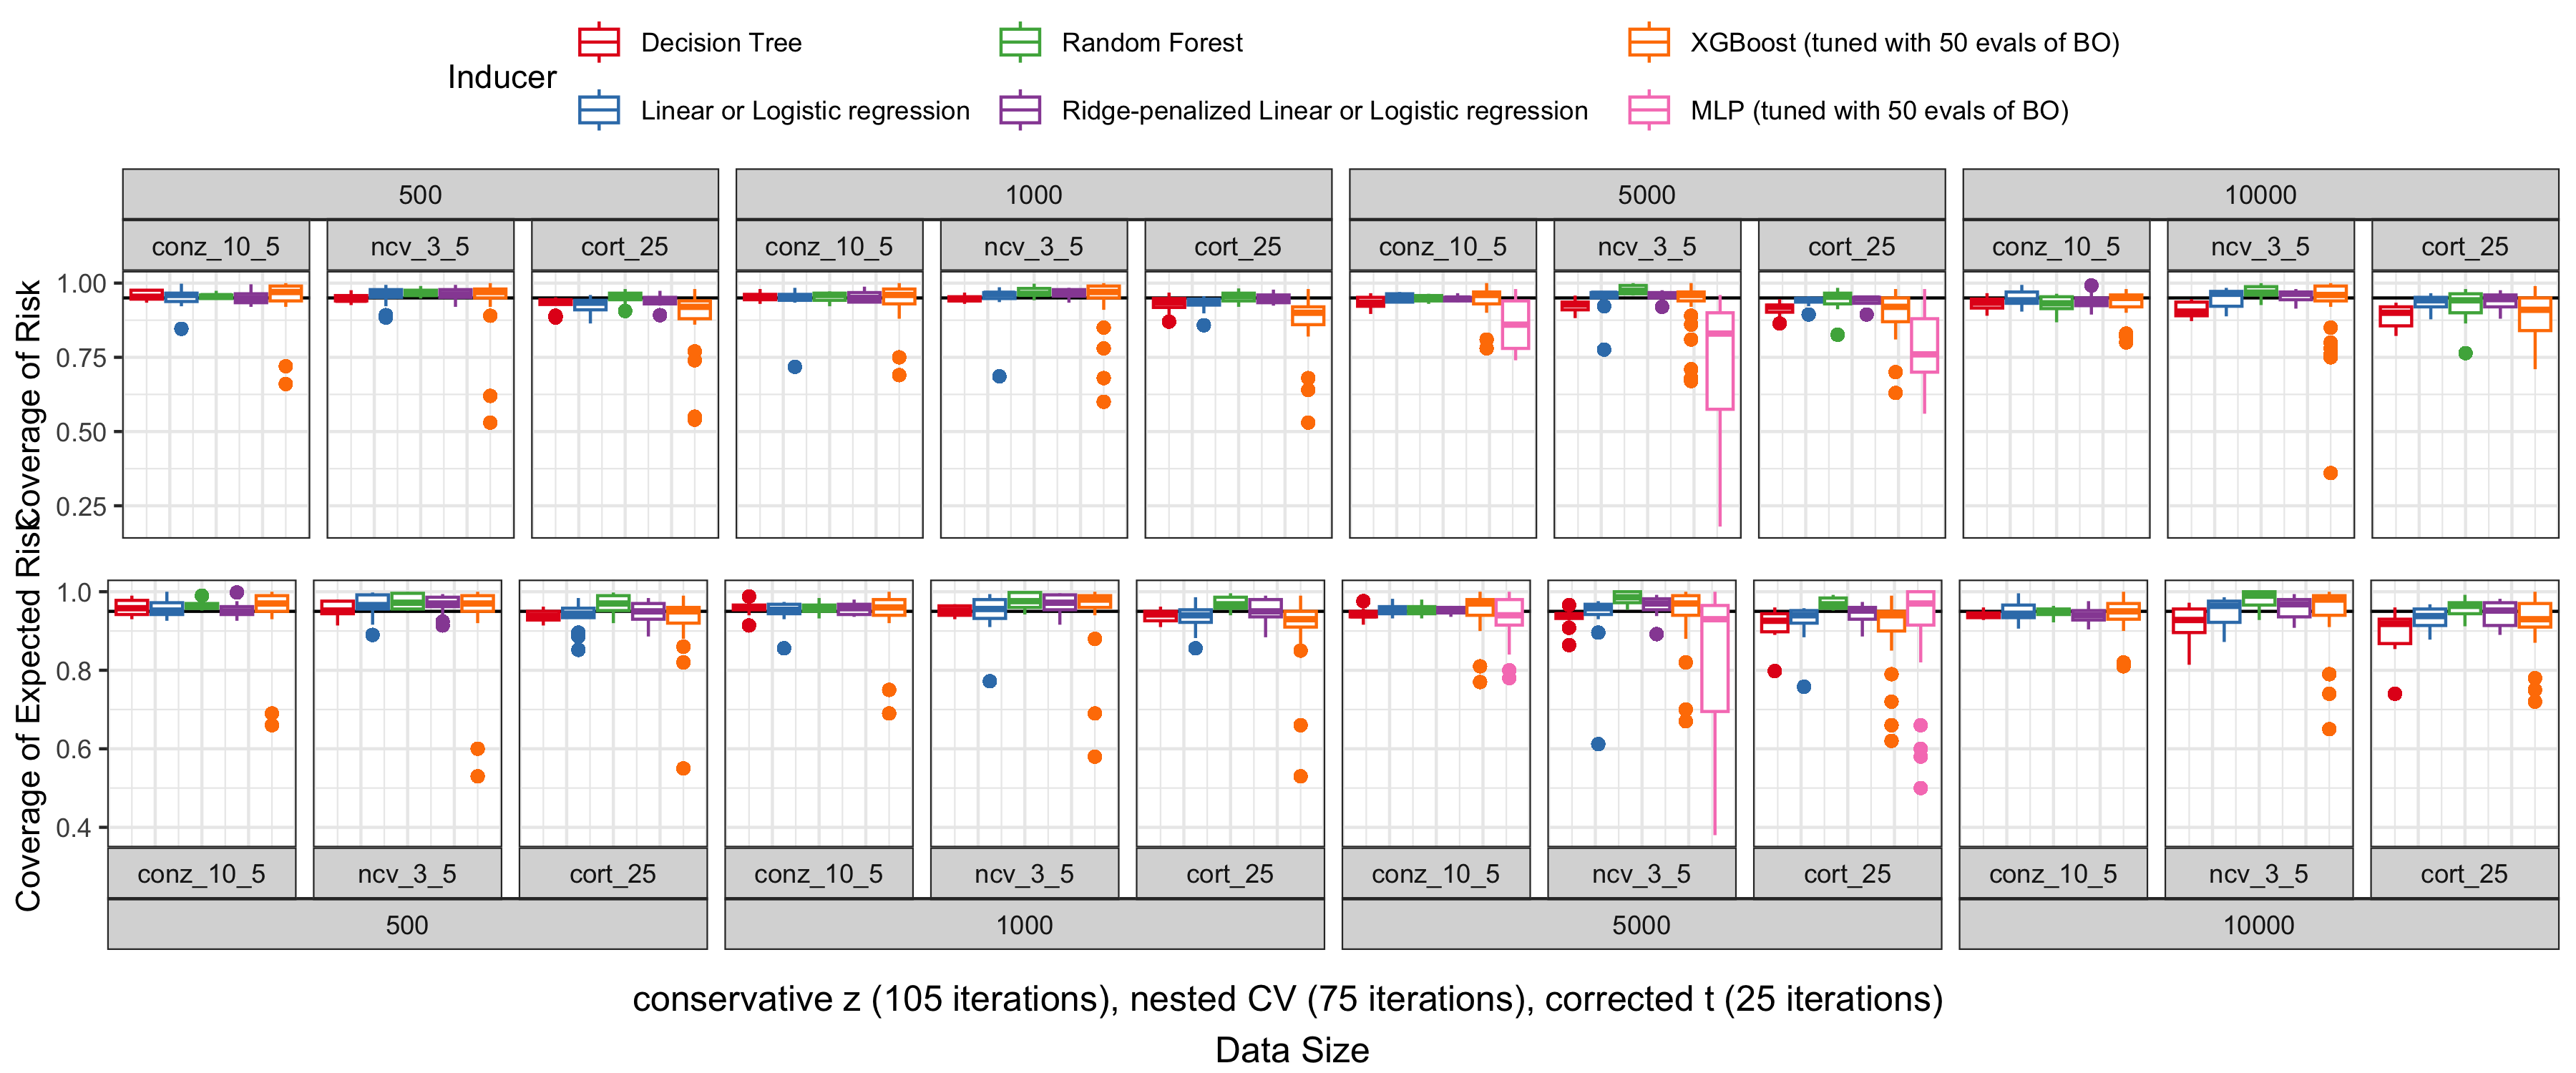 Inducer
Decision Tree
Random Forest
XGBoost (tuned with 50 evals of BO)
Linear or Logistic regression
Ridge-penalized Linear or Logistic regression
MLP (tuned with 50 evals of BO)
500 1000 5000 10000
conz_10_5 ncv_3_5 cort_25 conz_10_5 ncv_3_5 cort_25 conz_10_5 ncv_3_5 cort_25 conz_10_5 ncv_3_5 cort_25
Coverage of Risk
1.00
0.75
0.50
0.25
Coverage of Expected Risk
1.0
0.8
0.6
0.4
conz_10_5 ncv_3_5 cort_25 conz_10_5 ncv_3_5 cort_25 conz_10_5 ncv_3_5 cort_25 conz_10_5 ncv_3_5 cort_25
500 1000 5000 10000
conservative z (105 iterations), nested CV (75 iterations), corrected t (25 iterations)
Data Size